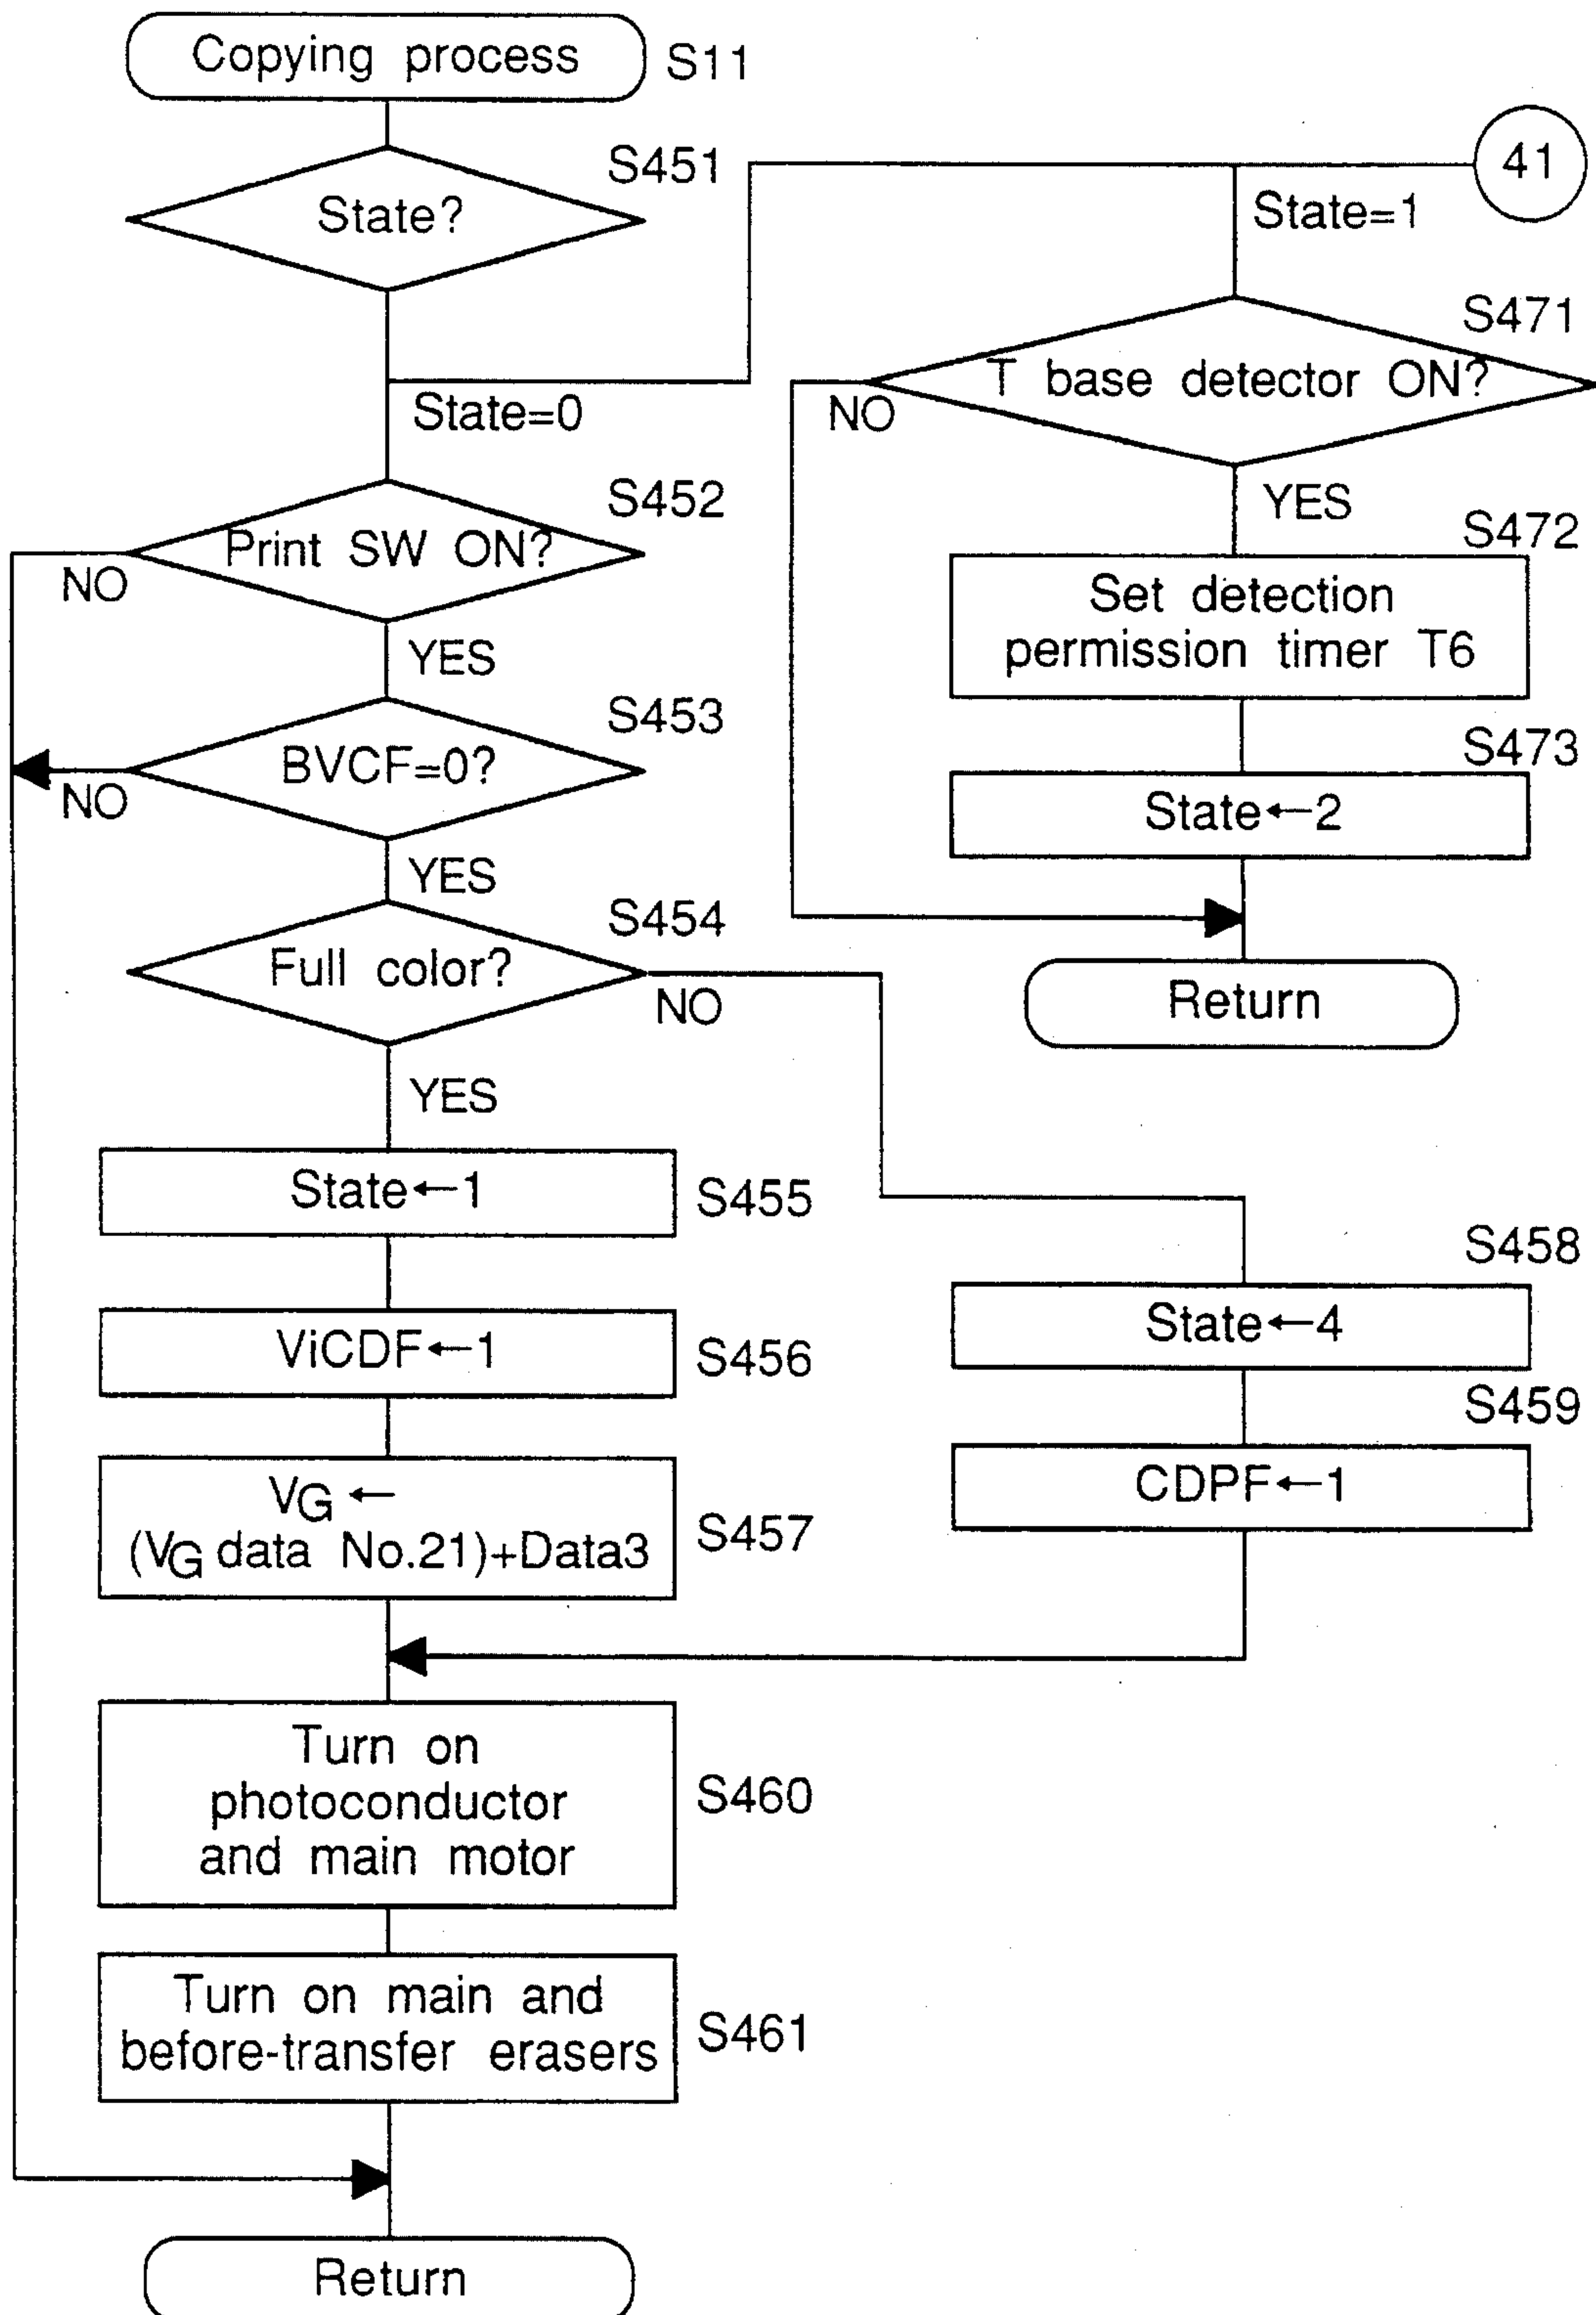 Copying process
S11
S451
State?
State=0
S452
Print SW ON?
NO
YES
S453
BVCF=0?
NO
YES
S454
Full color?
NO
YES
State←1
S455
ViCDF←1
S456
VG ←
(VG data No.21)+Data3
S457
S458
State←4
S459
CDPF←1
Turn on
photoconductor
and main motor
S460
Turn on main and
before-transfer erasers
S461
Return
41
State=1
S471
T base detector ON?
NO
YES
S472
Set detection
permission timer T6
S473
State←2
Return